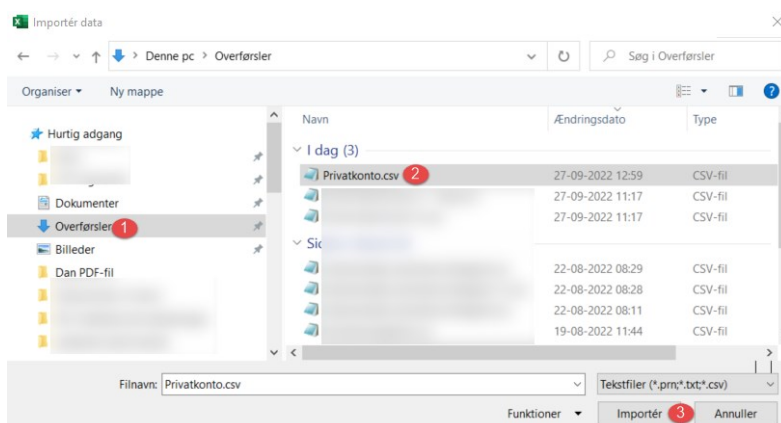 Importér data
Denne pc > Overførsler
Søg i Overførsler
Organiser
Ny mappe
Navn
Ændringsdato
Type
Hurtig adgang
Dokumenter
Overførsler 1
Billeder
Dan PDF-fil
I dag (3)
Privatkonto.csv 2 27-09-2022 12:59 CSV-fil
27-09-2022 11:17 CSV-fil
27-09-2022 11:17 CSV-fil
22-08-2022 08:29 CSV-fil
22-08-2022 08:28 CSV-fil
22-08-2022 08:11 CSV-fil
19-08-2022 11:44 CSV-fil
Filnavn: Privatkonto.csv
Tekstfiler (*.prn;*.txt;*.csv)
Funktioner
Importér 3
Annuller